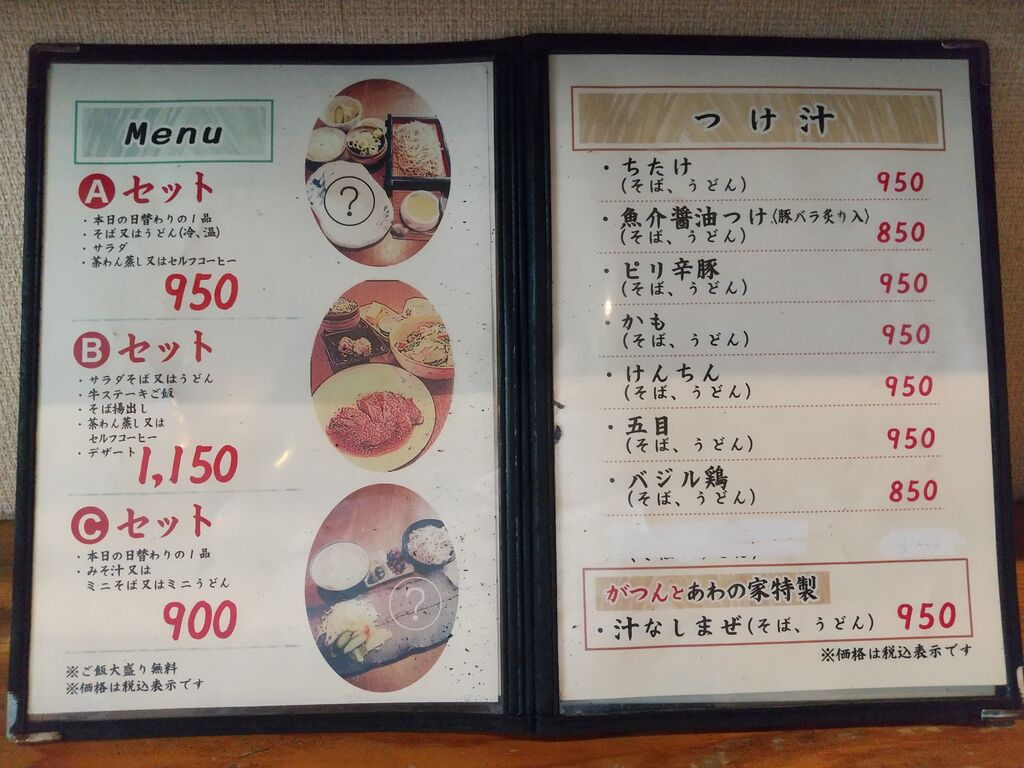 Menu
Aセット
・本日の日替わりの1品
・そば又はうどん(冷、温)
・サラダ
・茶わん蒸し又はセルフコーヒー
950
Bセット
・サラダそば又はうどん
・牛ステーキご飯
・そば揚出し
・茶わん蒸し又は
セルフコーヒー
・デザート
1,150
Cセット
・本日の日替わりの1品
・みそ汁又は
ミニそば又はミニうどん
900
※ご飯大盛り無料
※価格は税込表示です
?
?
つけ汁
・ちたけ
(そば、うどん) 950
・魚介醤油つけ(豚バラ炙り入)
(そば、うどん) 850
・ピリ辛豚
(そば、うどん) 950
・かも
(そば、うどん) 950
・けんちん
(そば、うどん) 950
・五目
(そば、うどん) 950
・バジル鶏
(そば、うどん) 850
がつんとあわの家特製
・汁なしまぜ(そば、うどん) 950
※価格は税込表示です